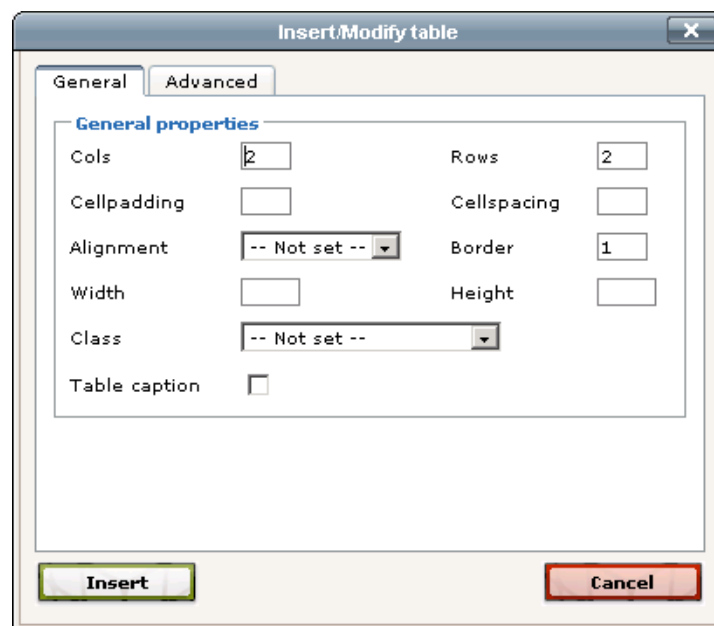 Insert/Modify table
General Advanced
General properties
Cols 2 Rows 2
Cellpadding Cellspacing
Alignment -- Not set -- Border 1
Width Height
Class -- Not set --
Table caption
Insert Cancel